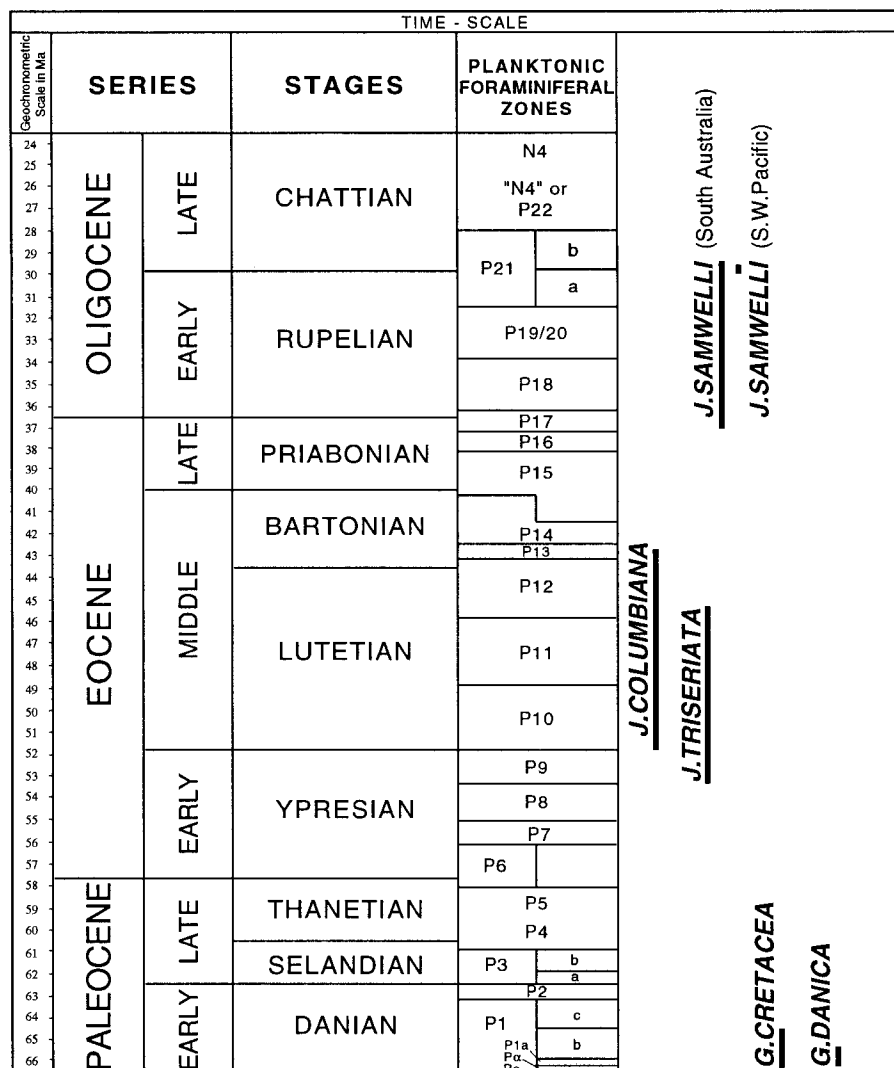 TIME - SCALE
Geochronometric
Scale in Ma
SERIES
STAGES
PLANKTONIC
FORAMINIFERAL
ZONES
24
25
26
27
28
29
30
31
32
33
34
35
36
37
38
39
40
41
42
43
44
45
46
47
48
49
50
51
52
53
54
55
56
57
58
59
60
61
62
63
64
65
66
OLIGOCENE
LATE
EARLY
EOCENE
LATE
MIDDLE
EARLY
PALEOCENE
LATE
EARLY
CHATTIAN
RUPELIAN
PRIABONIAN
BARTONIAN
LUTETIAN
YPRESIAN
THANETIAN
SELANDIAN
DANIAN
N4
"N4" or
P22
P21
b
a
P19/20
P18
P17
P16
P15
P14
P13
P12
P11
P10
P9
P8
P7
P6
P5
P4
P3
b
a
P2
P1
c
b
P1a
Pα
J.COLUMBIANA
J.TRISERIATA
J.SAMWELLI (South Australia)
J.SAMWELLI (S.W.Pacific)
G.CRETACEA
G.DANICA